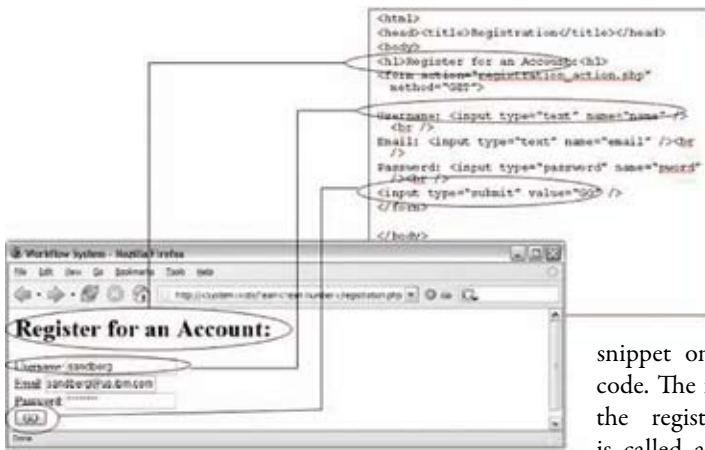 <html>
<head><title>Registration</title></head>
<body>
<h1>Register for an Account:<h1>
<form action="registration_action.php"
method="GET">
Username: <input type="text" name="name" />
<br />
Email: <input type="text" name="email" /><br
/>
Password: <input type="password" name="pword"
/><br />
<input type="submit" value="GO" />
</form>
</body>
Workflow System - Mozilla Firefox
File Edit View Go Bookmarks Tools Help
Register for an Account:
Username: sandberg
Email: sandberg@us.ibm.com
Password: ********
GO
Done
snippet or
code. The
the regist
is called a